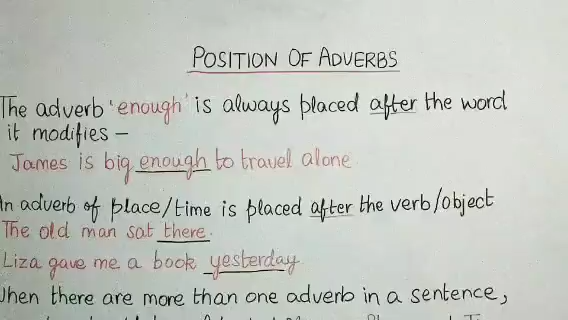 POSITION OF ADVERBS
The adverb 'enough' is always placed after the word
it modifies –
James is big enough to travel alone
n adverb of place/time is placed after the verb/object
The old man sat there.
Liza gave me a book yesterday
hen there are more than one adverb in a sentence,